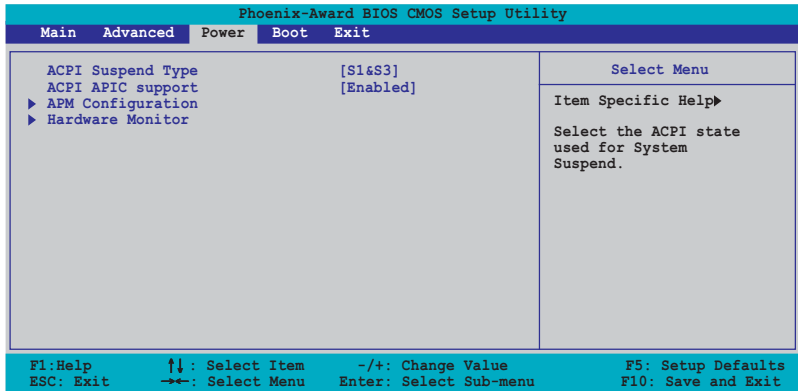 Phoenix-Award BIOS CMOS Setup Utility
Main Advanced Power Boot Exit
ACPI Suspend Type [S1&S3]
ACPI APIC support [Enabled]
▶ APM Configuration
▶ Hardware Monitor
Select Menu
Item Specific Help▶
Select the ACPI state
used for System
Suspend.
F1:Help ↑↓: Select Item -/+: Change Value F5: Setup Defaults
ESC: Exit →←: Select Menu Enter: Select Sub-menu F10: Save and Exit